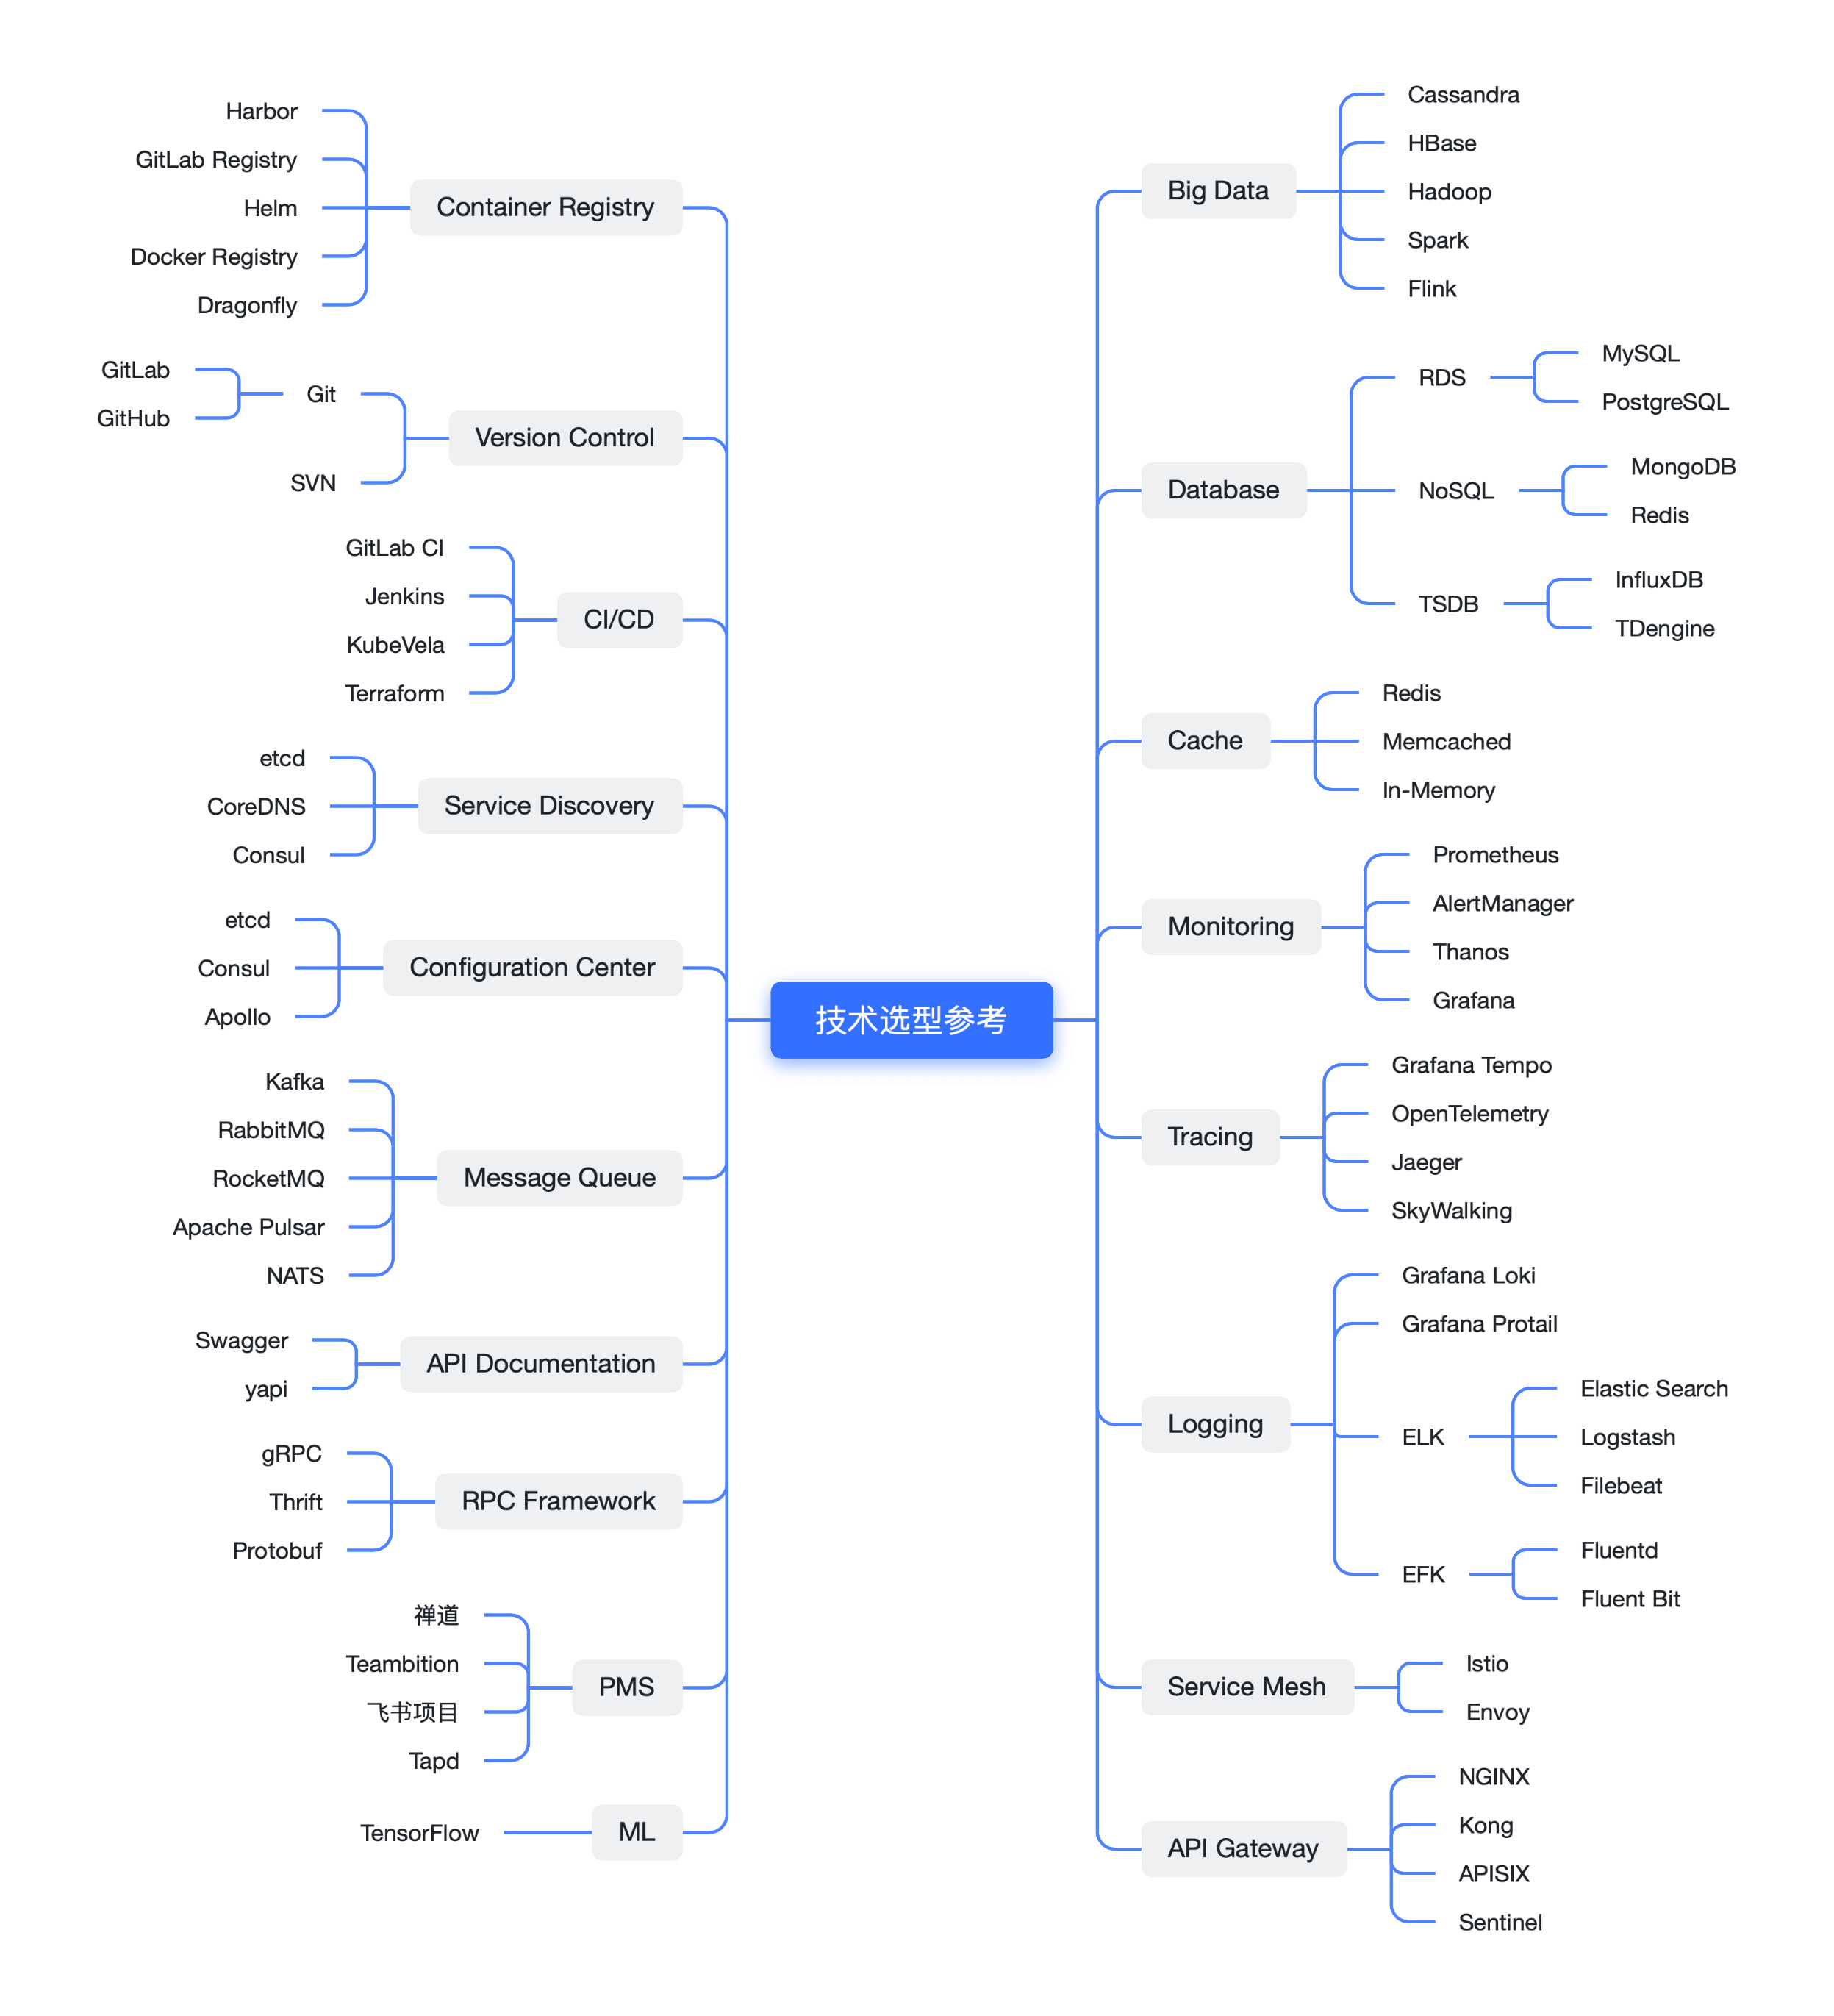 技术选型参考
Container Registry
Harbor
GitLab Registry
Helm
Docker Registry
Dragonfly
Version Control
Git
GitLab
GitHub
SVN
CI/CD
GitLab CI
Jenkins
KubeVela
Terraform
Service Discovery
etcd
CoreDNS
Consul
Configuration Center
etcd
Consul
Apollo
Message Queue
Kafka
RabbitMQ
RocketMQ
Apache Pulsar
NATS
API Documentation
Swagger
yapi
RPC Framework
gRPC
Thrift
Protobuf
PMS
禅道
Teambition
飞书项目
Tapd
ML
TensorFlow
Big Data
Cassandra
HBase
Hadoop
Spark
Flink
Database
RDS
MySQL
PostgreSQL
NoSQL
MongoDB
Redis
TSDB
InfluxDB
TDengine
Cache
Redis
Memcached
In-Memory
Monitoring
Prometheus
AlertManager
Thanos
Grafana
Tracing
Grafana Tempo
OpenTelemetry
Jaeger
SkyWalking
Logging
Grafana Loki
Grafana Protail
ELK
Elastic Search
Logstash
Filebeat
EFK
Fluentd
Fluent Bit
Service Mesh
Istio
Envoy
API Gateway
NGINX
Kong
APISIX
Sentinel